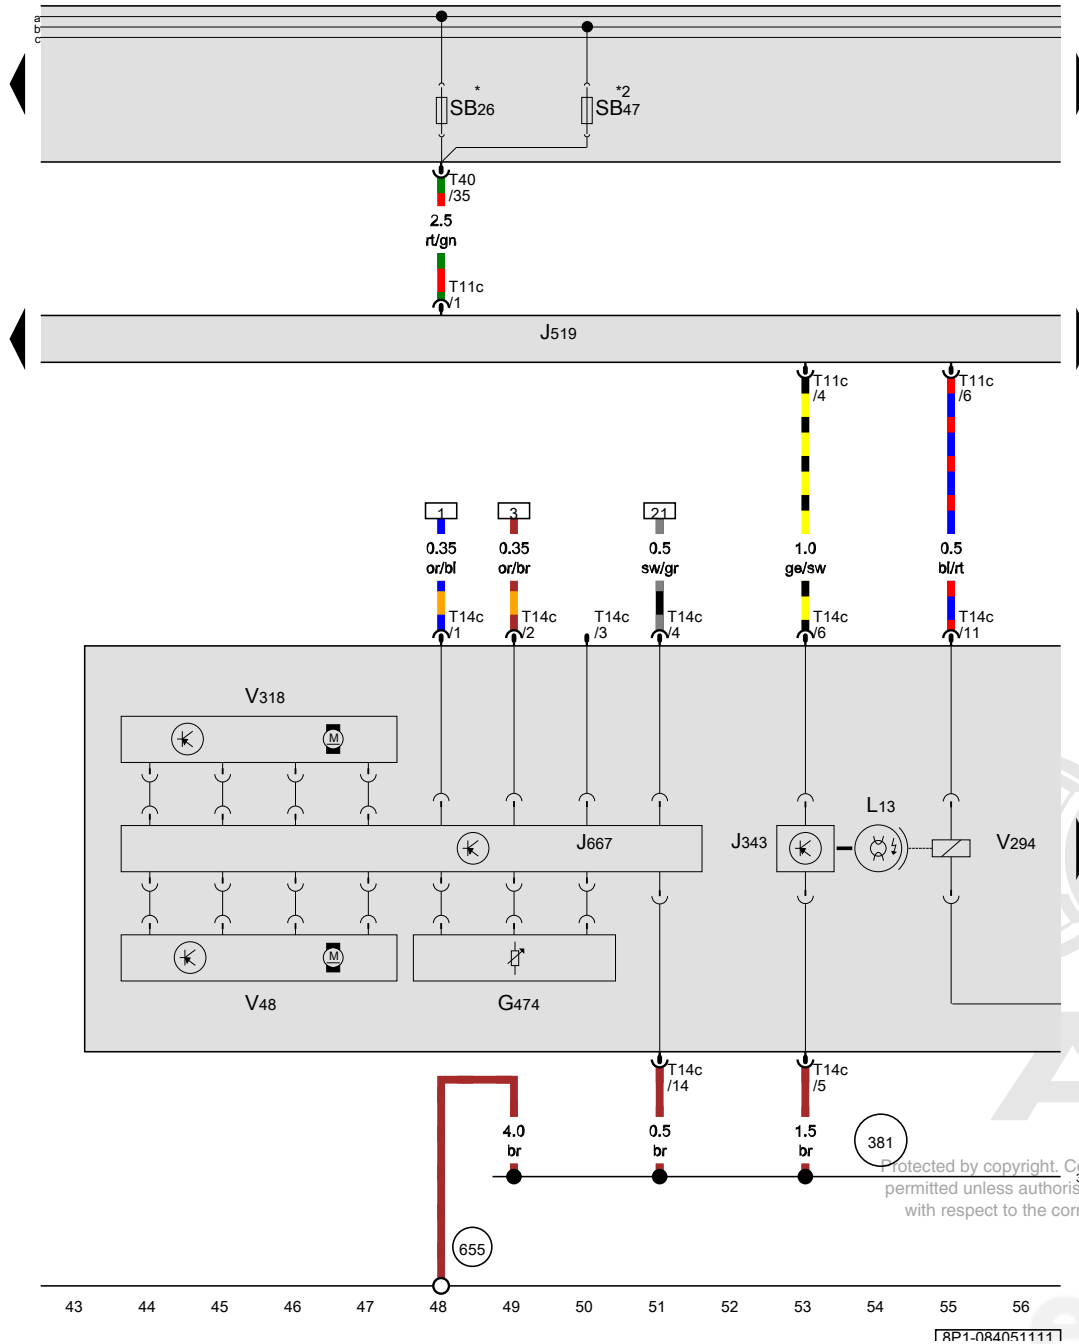 a
b
c
*
*2
SB26
SB47
T40
/35
2.5
rt/gn
T11c
/1
J519
T11c
/4
T11c
/6
1
3
21
0.35
0.35
0.5
1.0
0.5
or/bl
or/br
sw/gr
ge/sw
bl/rt
T14c
/1
T14c
/2
T14c
/3
T14c
/4
T14c
/6
T14c
/11
V318
M
L13
J667
J343
V294
M
V48
G474
T14c
/14
T14c
/5
4.0
0.5
1.5
br
br
br
381
Protected by copyright. C
permitted unless authoris
with respect to the corr
655
43 44 45 46 47 48 49 50 51 52 53 54 55 56
8P1-084051111